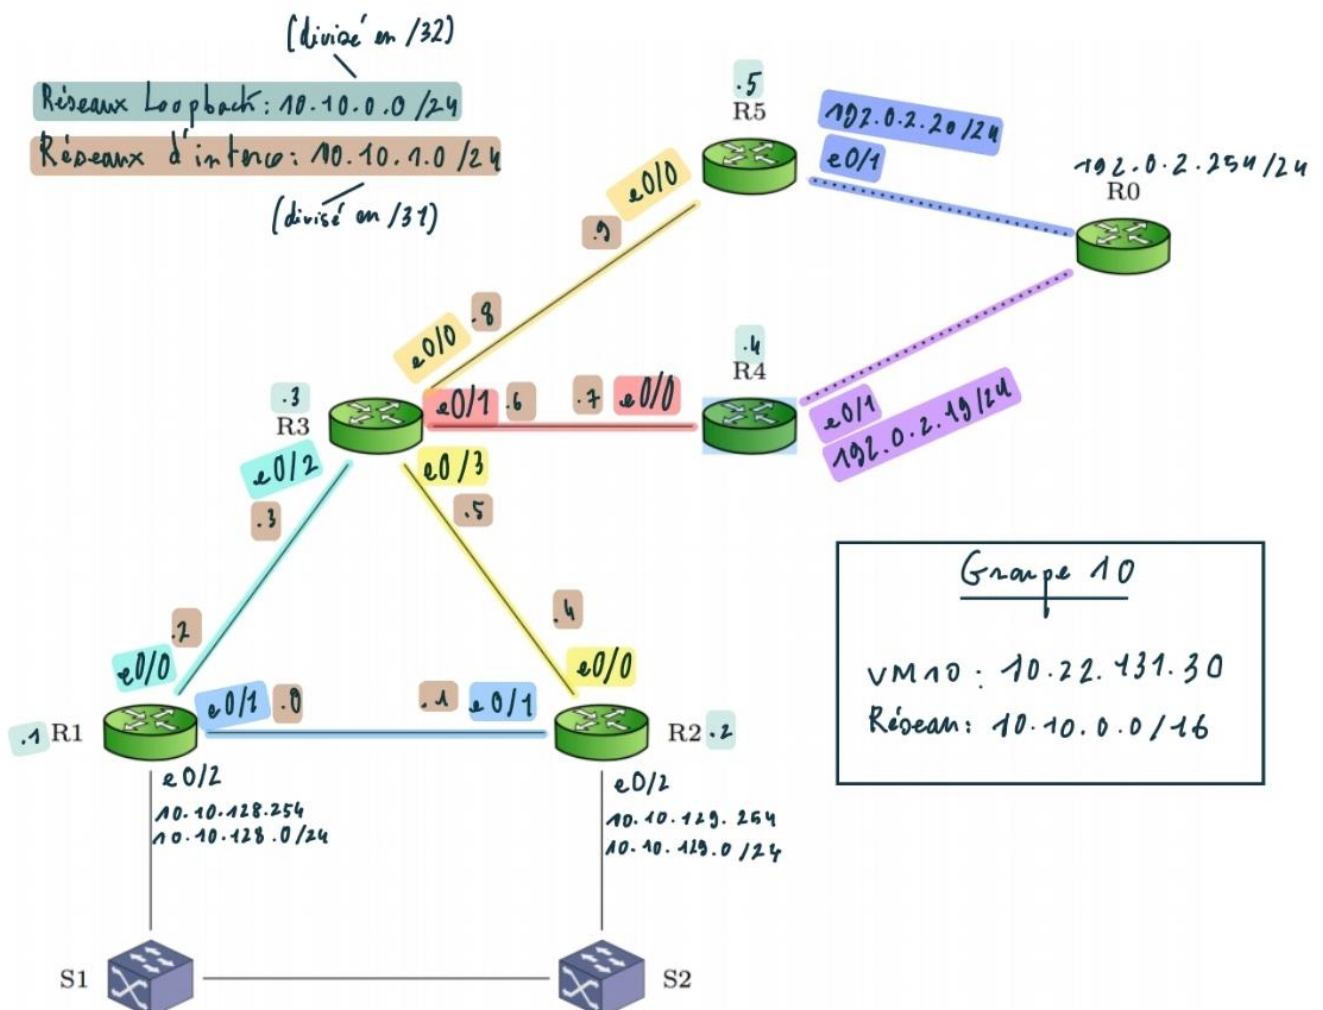 (divisé en /32)
Réseaux Loopback: 10.10.0.0 /24
Réseaux d'interco: 10.10.1.0 /24
(divisé en /31)
.5
R5
192.0.2.20/24
e0/1
192.0.2.254/24
R0
e0/0
.9
.8
e0/0
.4
R4
.3
R3
e0/1 .6 .7 e0/0
e0/1
192.0.2.19/24
e0/2
e0/3
.3
.5
Groupe 10
VM10 : 10.22.131.30
Réseau: 10.10.0.0/16
.2
.4
e0/0
e0/0
.1 R1
e0/1 .0
.1 e0/1
R2 .2
e0/2
10.10.128.254
10.10.128.0/24
e0/2
10.10.129.254
10.10.129.0/24
S1
S2